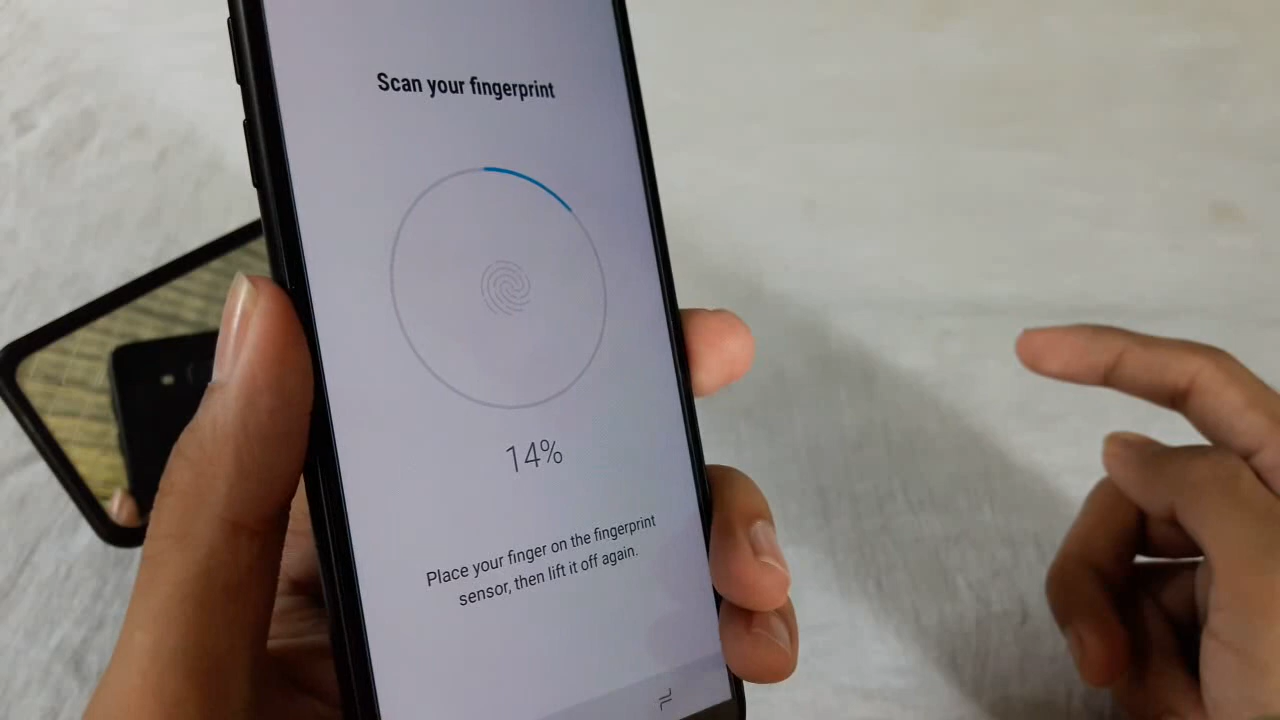 Scan your fingerprint
14%
Place your finger on the fingerprint
sensor, then lift it off again.